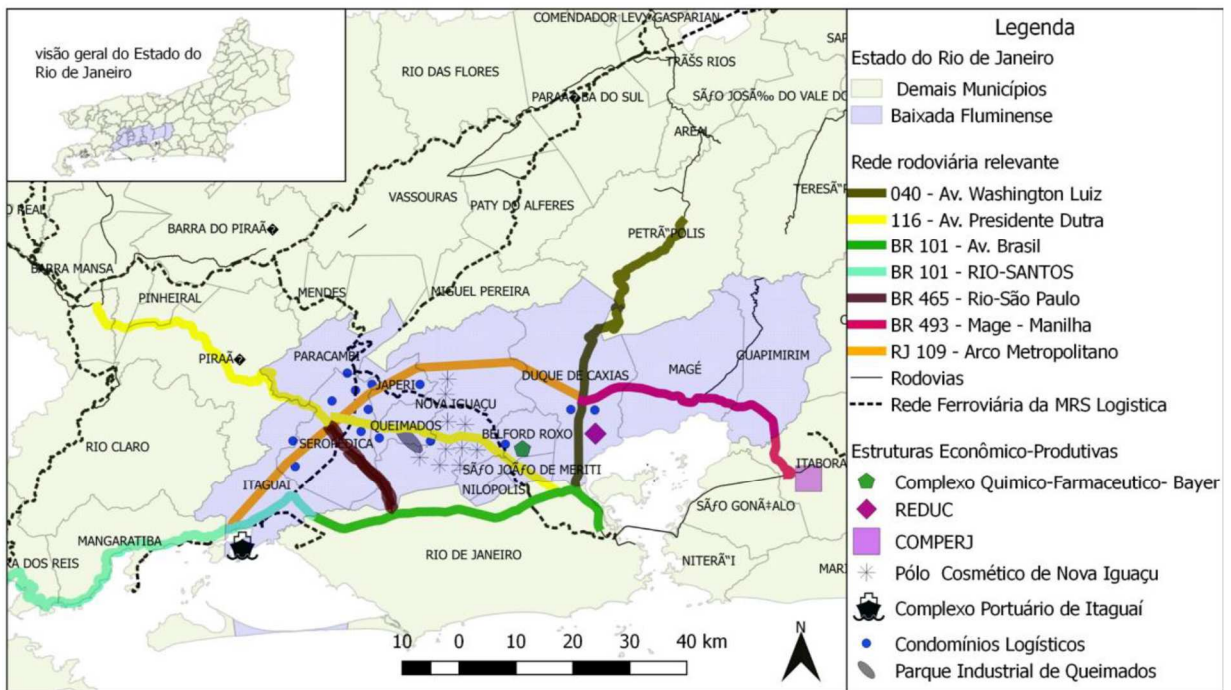 visão geral do Estado do
Rio de Janeiro
COMENDADOR LEVY GASPARIAN
RIO DAS FLORES
TRÃŠS RIOS
PARAÃ�BA DO SUL
SÃƒO JOSÃ‰ DO VALE DO
AREAL
VASSOURAS
PATY DO ALFERES
TERESÃ“
O REAL
BARRA DO PIRAÃ�
PETRÃ“POLIS
BARRA MANSA
PINHEIRAL
MENDES
MIGUEL PEREIRA
PIRAÃ�
PARACAMBI
JAPERI
DUQUE DE CAXIAS
MAGÉ
GUAPIMIRIM
NOVA IGUAÇU
RIO CLARO
QUEIMADOS
BELFORD ROXO
SEROPÉDICA
SÃƒO JOÃƒO DE MERITI
ITABORA
ITAGUAI
NILOPOLIS
SÃƒO GONÃ‡ALO
MANGARATIBA
RIO DE JANEIRO
RA DOS REIS
NITERÃ“I
MARI
10 0 10 20 30 40 km
N
Legenda
Estado do Rio de Janeiro
Demais Municípios
Baixada Fluminense
Rede rodoviária relevante
040 - Av. Washington Luiz
116 - Av. Presidente Dutra
BR 101 - Av. Brasil
BR 101 - RIO-SANTOS
BR 465 - Rio-São Paulo
BR 493 - Mage - Manilha
RJ 109 - Arco Metropolitano
Rodovias
Rede Ferroviária da MRS Logistica
Estruturas Econômico-Produtivas
Complexo Quimico-Farmaceutico- Bayer
REDUC
COMPERJ
Pólo Cosmético de Nova Iguaçu
Complexo Portuário de Itaguaí
Condomínios Logísticos
Parque Industrial de Queimados